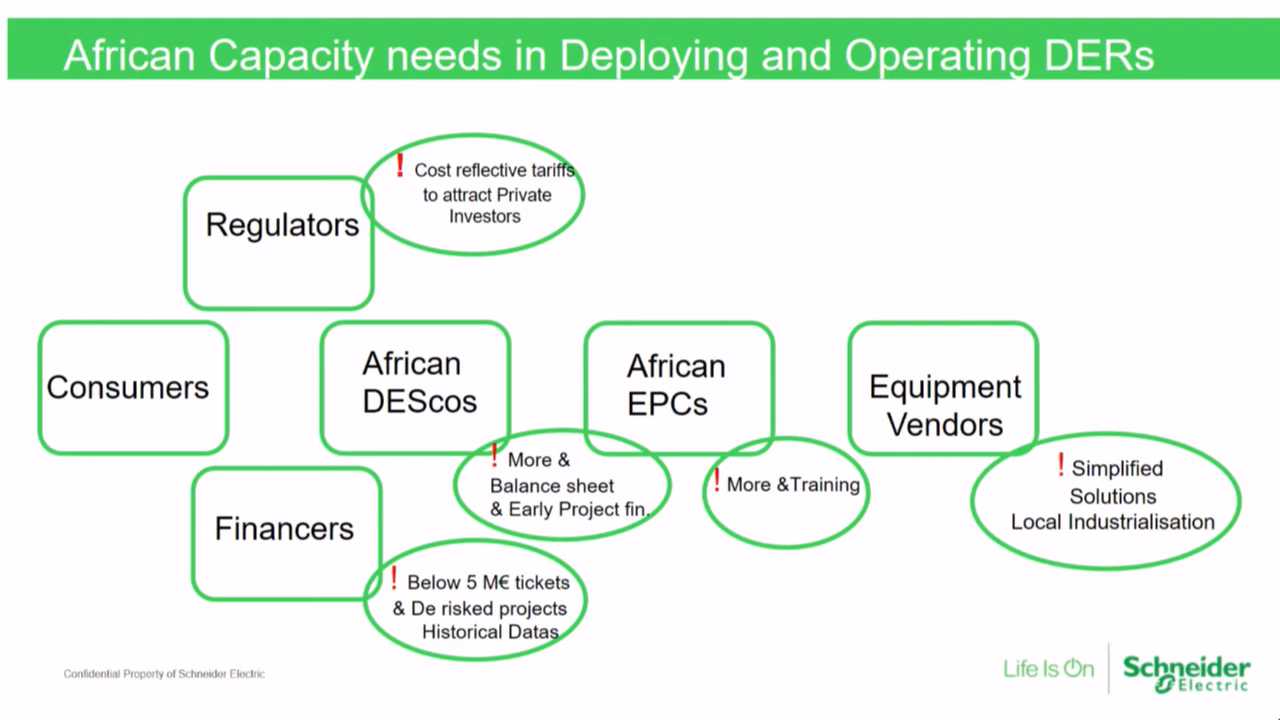 African Capacity needs in Deploying and Operating DERs
! Cost reflective tariffs
to attract Private
Investors
Regulators
Consumers
African
DEScos
African
EPCs
Equipment
Vendors
! More &
Balance sheet
& Early Project fin.
! More &Training
! Simplified
Solutions
Local Industrialisation
Financers
! Below 5 M€ tickets
& De risked projects
Historical Datas
Confidential Property of Schneider Electric
Life Is On
Schneider
Electric